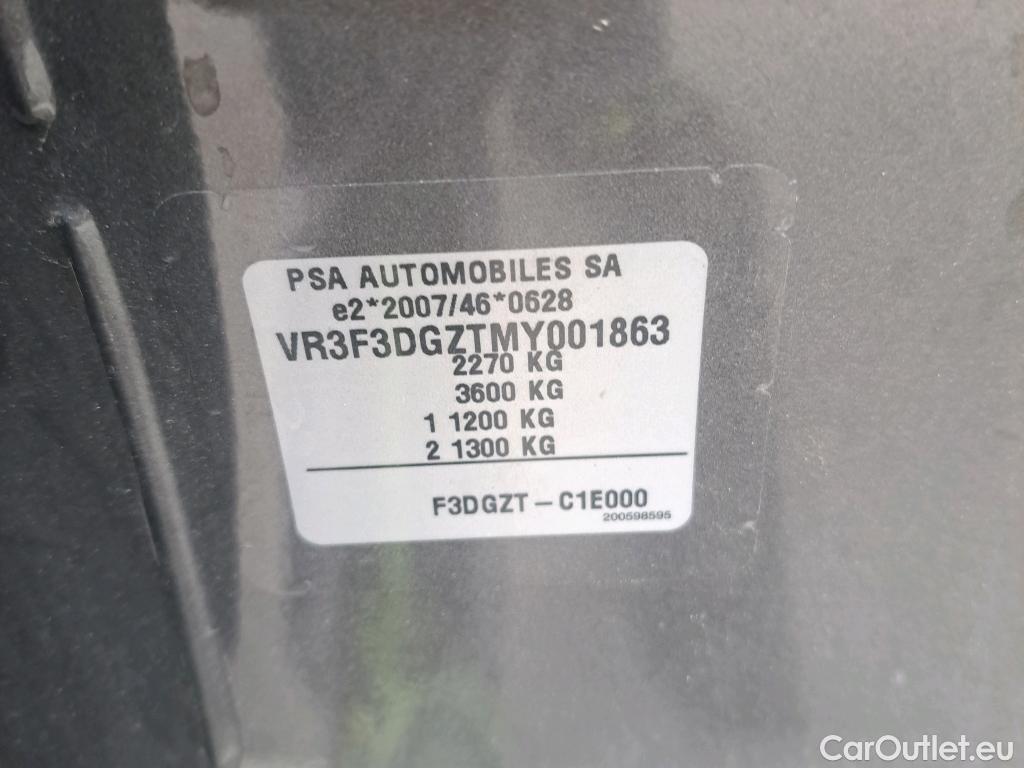 PSA AUTOMOBILES SA
e2*2007/46*0628
VR3F3DGZTMY001863
2270 KG
3600 KG
1 1200 KG
2 1300 KG
F3DGZT – C1E000
200598595
CarOutlet.eu